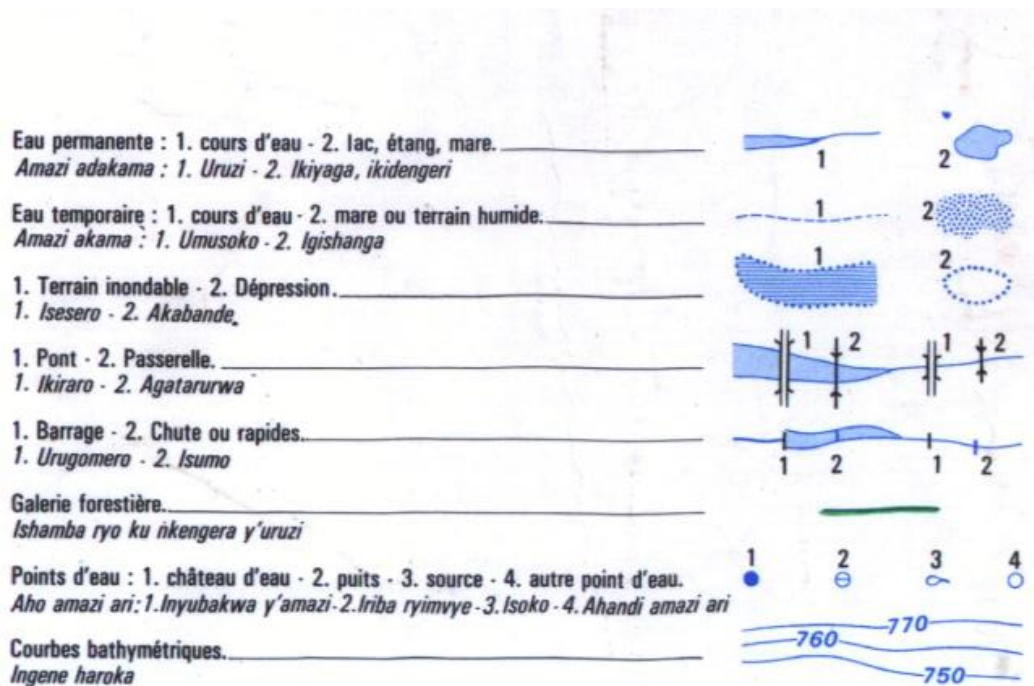 Eau permanente : 1. cours d'eau - 2. lac, étang, mare.
Amazi adakama : 1. Uruzi - 2. Ikiyaga, ikidengeri
1 2
Eau temporaire : 1. cours d'eau - 2. mare ou terrain humide.
Amazi akama : 1. Umusoko - 2. Igishanga
1 2
1. Terrain inondable - 2. Dépression.
1. Isesero - 2. Akabande.
1 2
1. Pont - 2. Passerelle.
1. Ikiraro - 2. Agatarurwa
1 2 1 2
1. Barrage - 2. Chute ou rapides.
1. Urugomero - 2. Isumo
1 2 1 2
Galerie forestière.
Ishamba ryo ku nkengera y'uruzi
Points d'eau : 1. château d'eau - 2. puits - 3. source - 4. autre point d'eau.
Aho amazi ari: 1. Inyubakwa y'amazi - 2. Iriba ryimvye - 3. Isoko - 4. Ahandi amazi ari
1 2 3 4
Courbes bathymétriques.
Ingene haroka
770
760
750